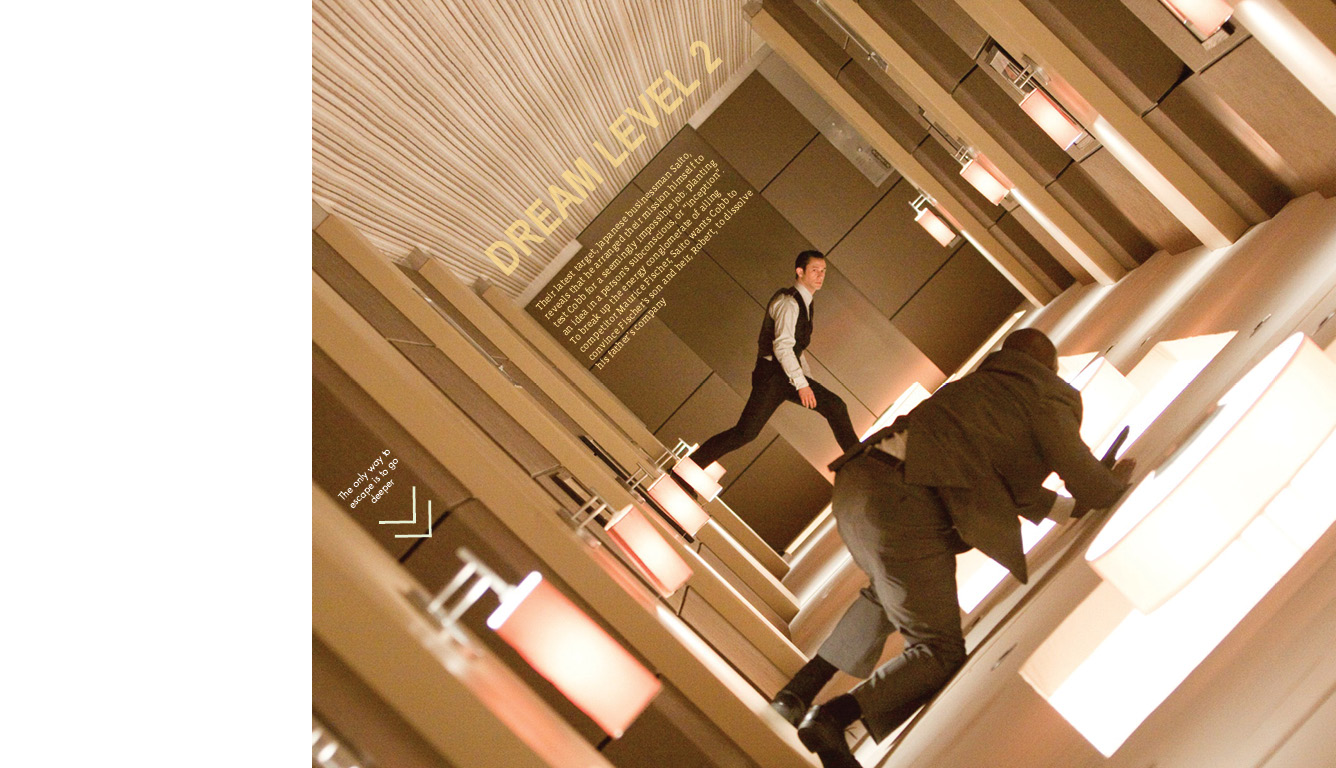 DREAM LEVEL 2
Their latest target, Japanese businessman Saito,
reveals that he arranged their mission himself to
test Cobb for a seemingly impossible job: planting
an idea in a person's subconscious, or "inception".
To break up the energy conglomerate of ailing
competitor Maurice Fischer, Saito wants Cobb to
convince Fischer's son and heir, Robert, to dissolve
his father's company
The only way to
escape is to go
deeper